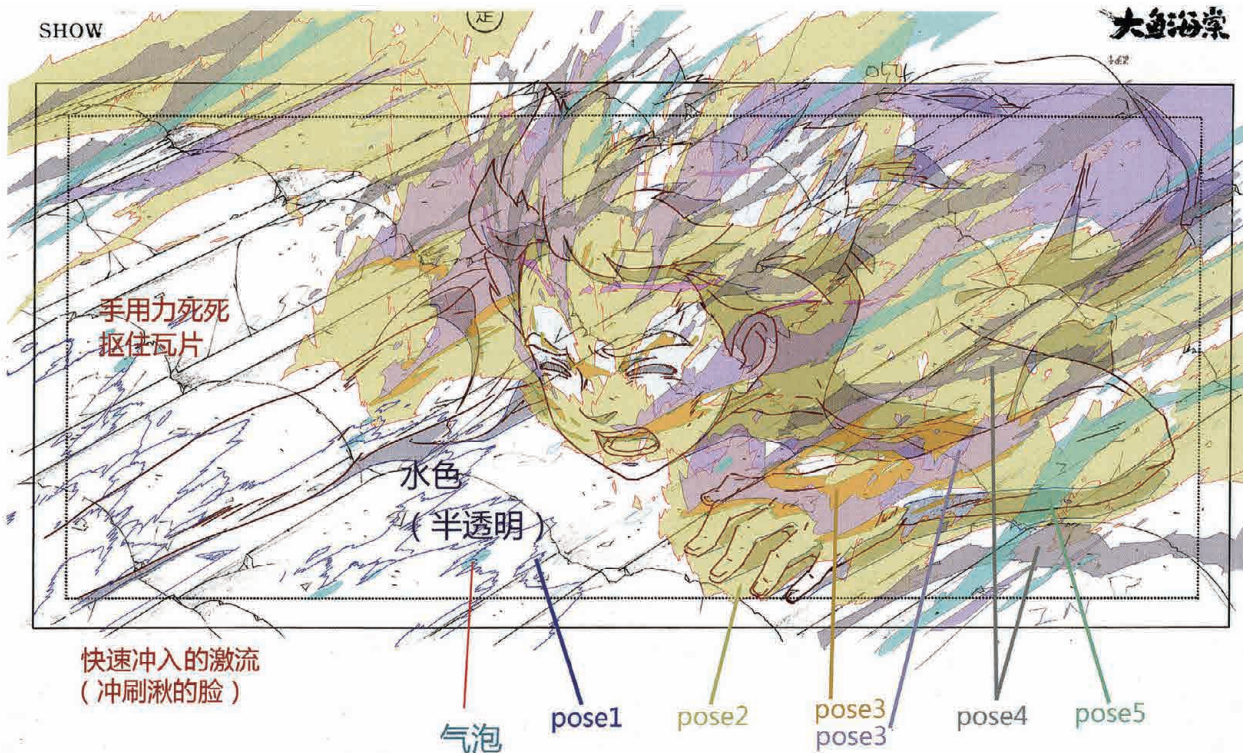 SHOW
定
大鱼海棠
手用力死死
抠住瓦片
水色
（半透明）
快速冲入的激流
（冲刷湫的脸）
气泡
pose1
pose2
pose3
pose3
pose4
pose5